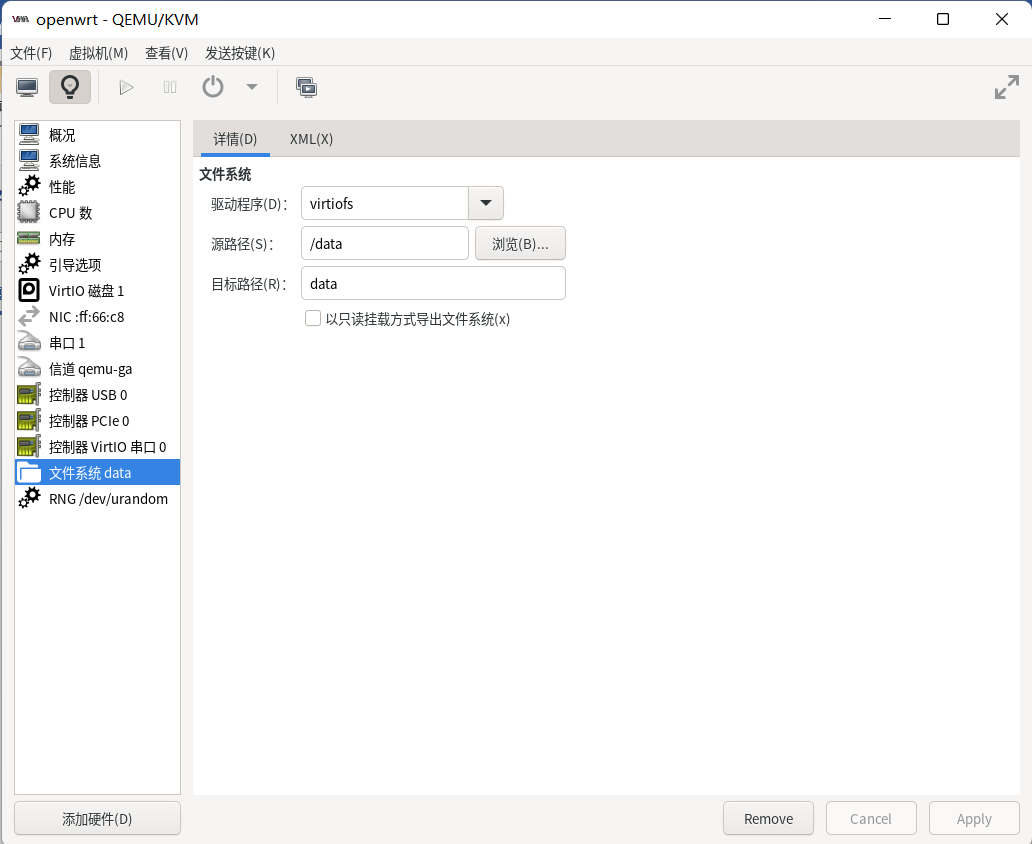 openwrt - QEMU/KVM
文件(F) 虚拟机(M) 查看(V) 发送按键(K)
概况
系统信息
性能
CPU 数
内存
引导选项
VirtIO 磁盘 1
NIC :ff:66:c8
串口 1
信道 qemu-ga
控制器 USB 0
控制器 PCIe 0
控制器 VirtIO 串口 0
文件系统 data
RNG /dev/urandom
添加硬件(D)
详情(D) XML(X)
文件系统
驱动程序(D)： virtiofs
源路径(S)： /data 浏览(B)...
目标路径(R)： data
以只读挂载方式导出文件系统(x)
Remove Cancel Apply